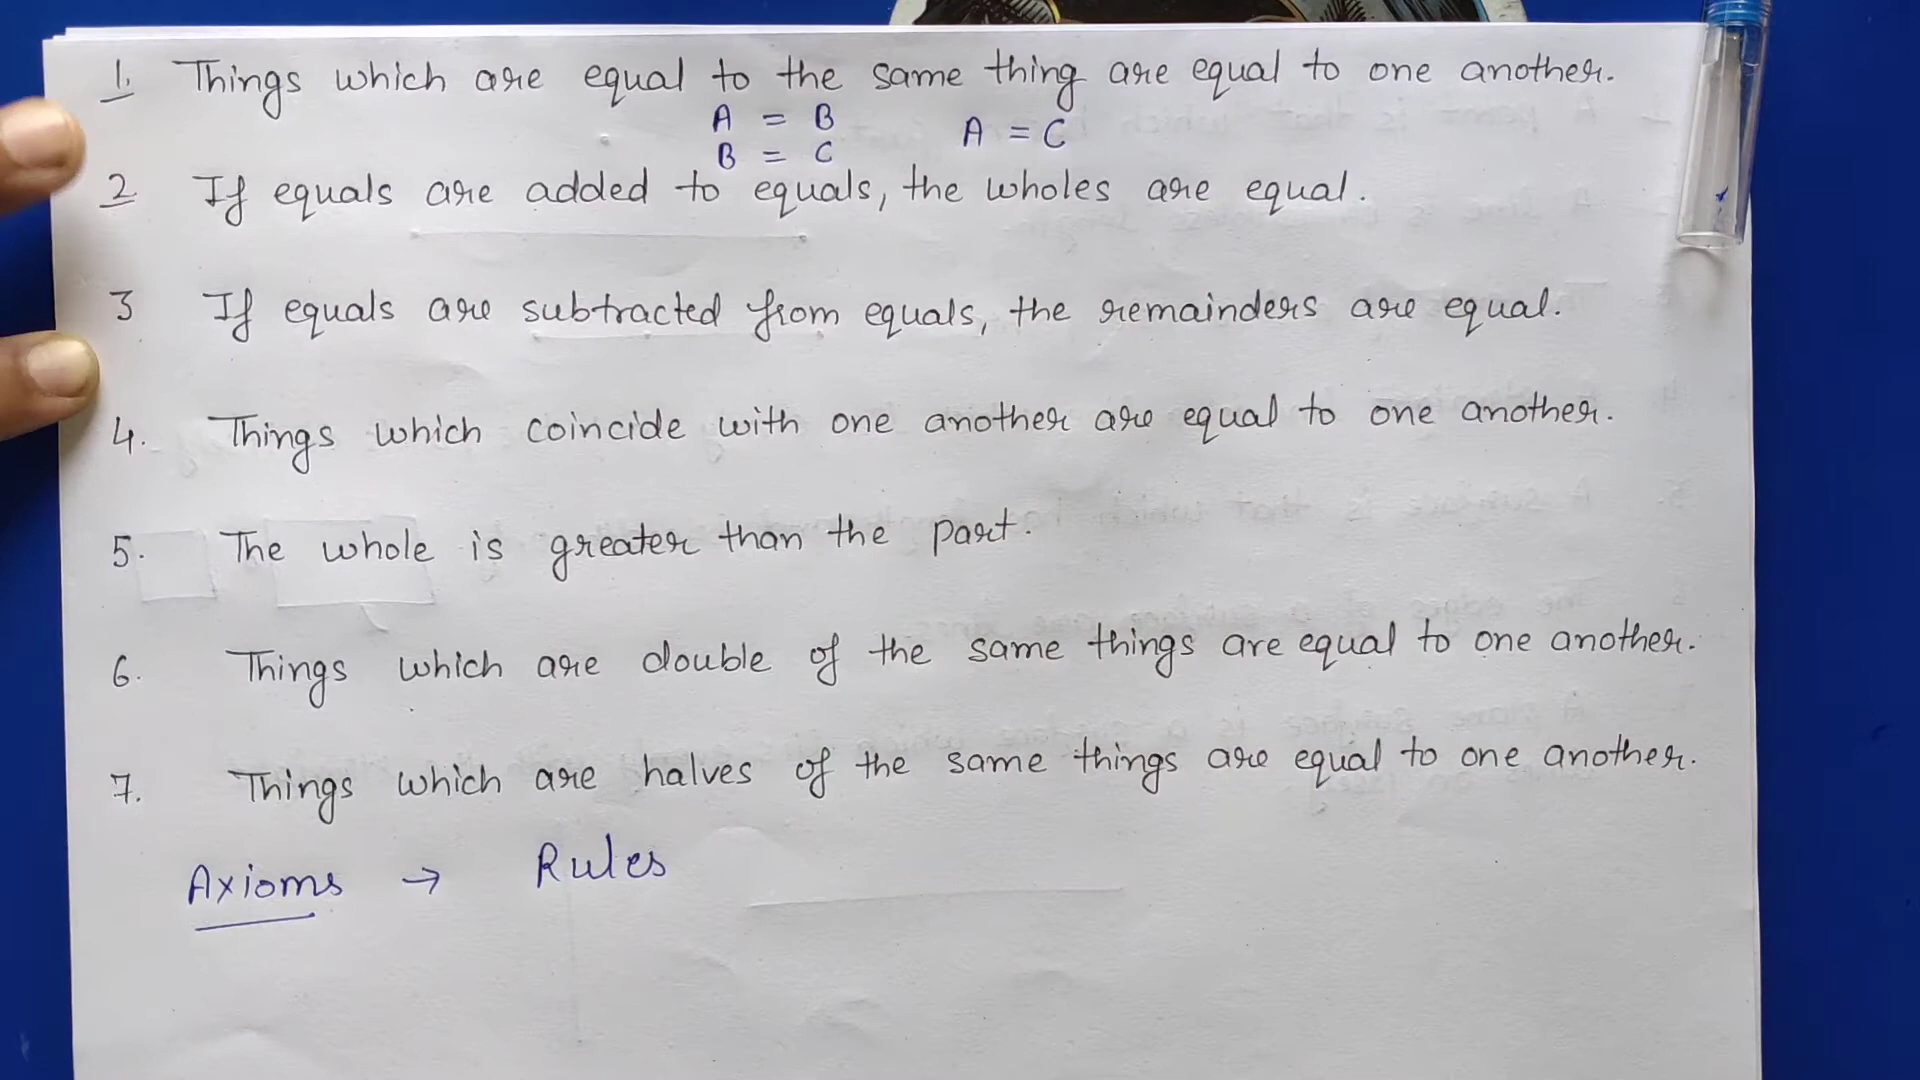 1. Things which are equal to the same thing are equal to one another.
A = B A = C
B = C
2 If equals are added to equals, the wholes are equal.
3 If equals are subtracted from equals, the remainders are equal.
4. Things which coincide with one another are equal to one another.
5. The whole is greater than the part.
6. Things which are double of the same things are equal to one another.
7. Things which are halves of the same things are equal to one another.
Axioms → Rules